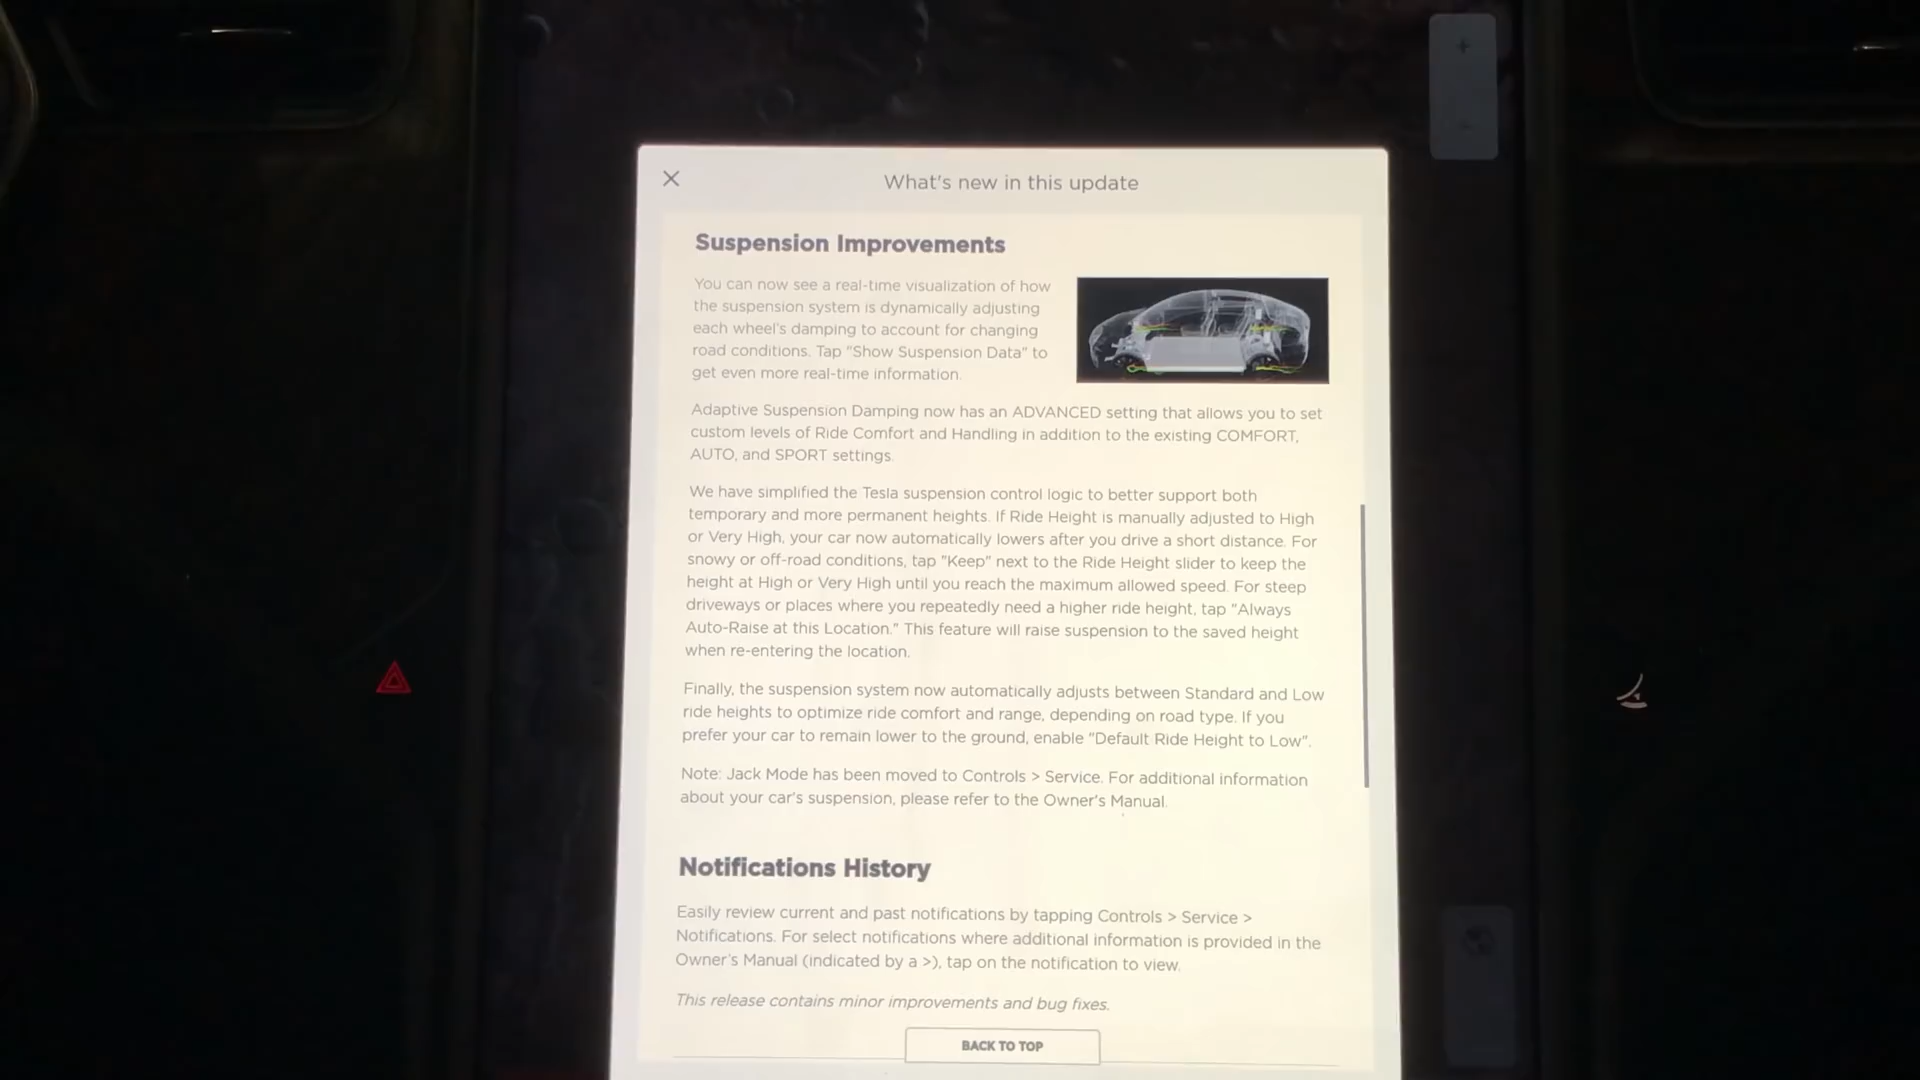 What's new in this update
Suspension Improvements
You can now see a real-time visualization of how
the suspension system is dynamically adjusting
each wheel's damping to account for changing
road conditions. Tap "Show Suspension Data" to
get even more real-time information.
Adaptive Suspension Damping now has an ADVANCED setting that allows you to set
custom levels of Ride Comfort and Handling in addition to the existing COMFORT,
AUTO, and SPORT settings.
We have simplified the Tesla suspension control logic to better support both
temporary and more permanent heights. If Ride Height is manually adjusted to High
or Very High, your car now automatically lowers after you drive a short distance. For
snowy or off-road conditions, tap "Keep" next to the Ride Height slider to keep the
height at High or Very High until you reach the maximum allowed speed. For steep
driveways or places where you repeatedly need a higher ride height, tap "Always
Auto-Raise at this Location." This feature will raise suspension to the saved height
when re-entering the location.
Finally, the suspension system now automatically adjusts between Standard and Low
ride heights to optimize ride comfort and range, depending on road type. If you
prefer your car to remain lower to the ground, enable "Default Ride Height to Low".
Note: Jack Mode has been moved to Controls > Service. For additional information
about your car's suspension, please refer to the Owner's Manual.
Notifications History
Easily review current and past notifications by tapping Controls > Service >
Notifications. For select notifications where additional information is provided in the
Owner's Manual (indicated by a >), tap on the notification to view.
This release contains minor improvements and bug fixes.
BACK TO TOP